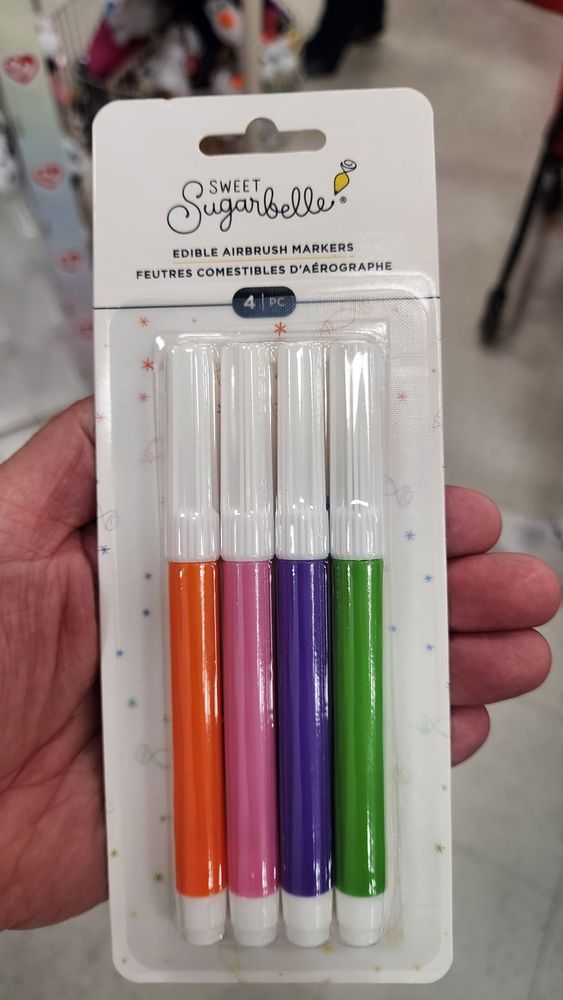 SWEET
Sugarbelle®
EDIBLE AIRBRUSH MARKERS
FEUTRES COMESTIBLES D'AÉROGRAPHE
4 | PC